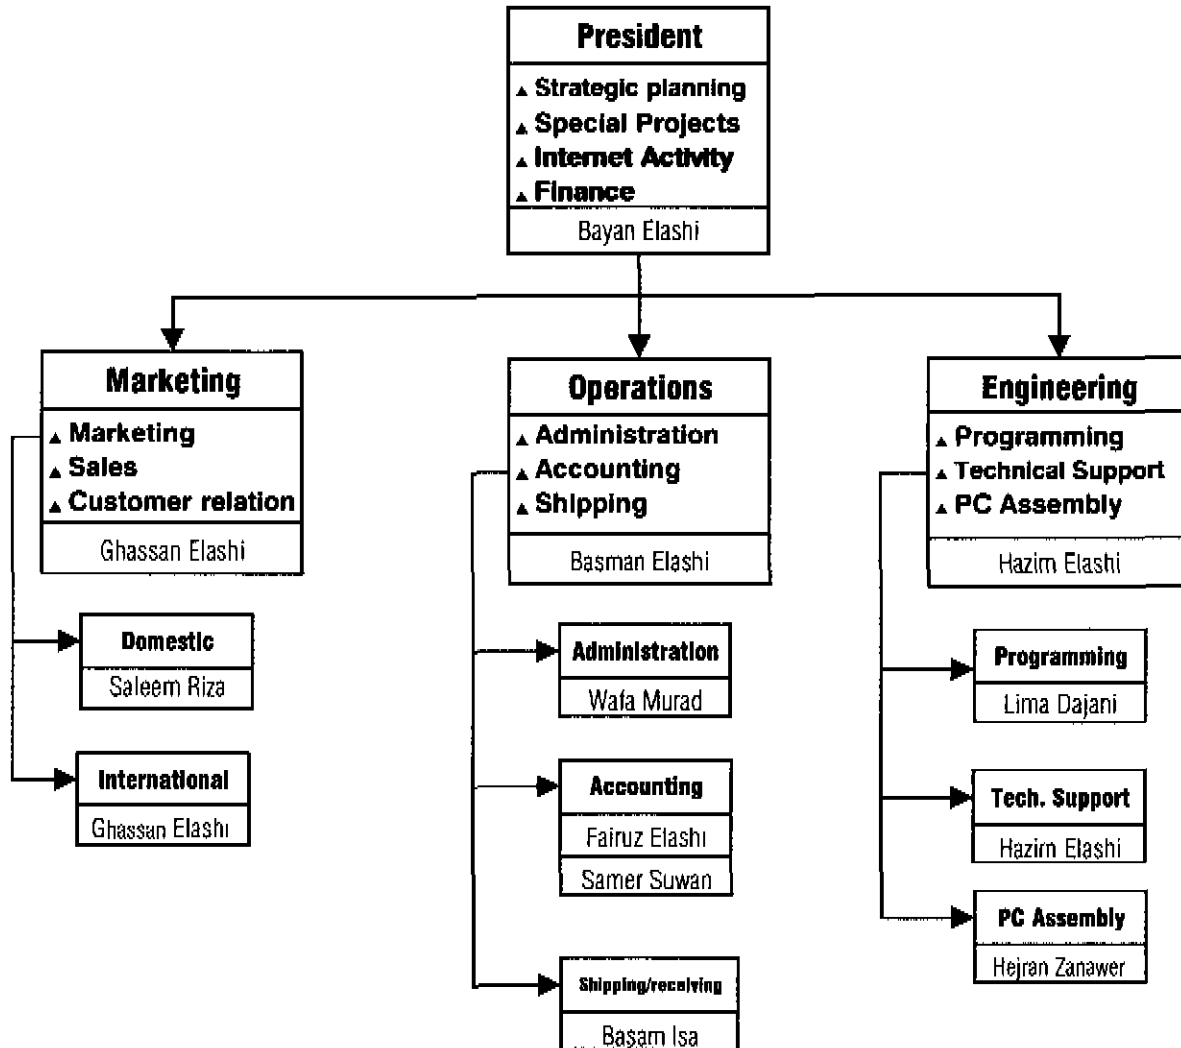 President
▲ Strategic planning
▲ Special Projects
▲ Internet Activity
▲ Finance
Bayan Elashi
Marketing
▲ Marketing
▲ Sales
▲ Customer relation
Ghassan Elashi
Domestic
Saleem Riza
International
Ghassan Elashi
Operations
▲ Administration
▲ Accounting
▲ Shipping
Basman Elashi
Administration
Wafa Murad
Accounting
Fairuz Elashi
Samer Suwan
Shipping/receiving
Basam Isa
Engineering
▲ Programming
▲ Technical Support
▲ PC Assembly
Hazim Elashi
Programming
Lima Dajani
Tech. Support
Hazim Elashi
PC Assembly
Hejran Zanawer